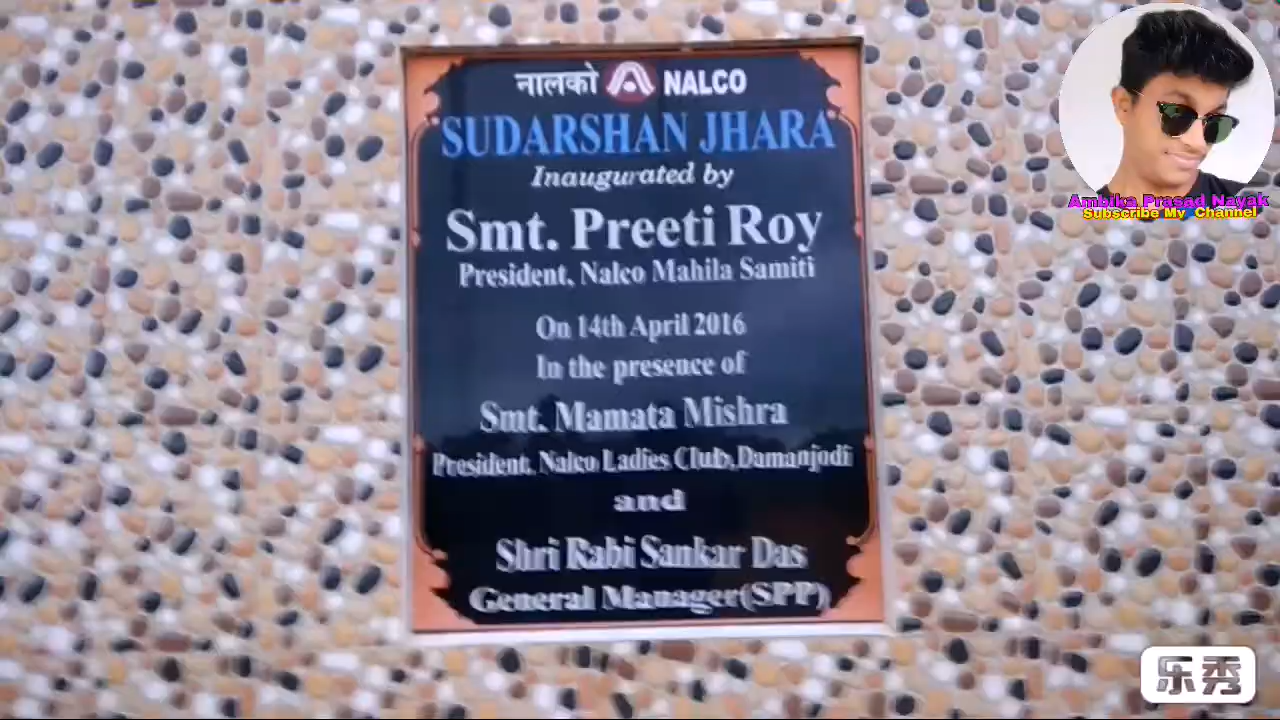 नालको NALCO
SUDARSHAN JHARA
Inaugurated by
Smt. Preeti Roy
President, Nalco Mahila Samiti
On 14th April 2016
In the presence of
Smt. Mamata Mishra
President, Nalco Ladies Club,Damanjodi
and
Shri Rabi Sankar Das
General Manager(SPP)
Ambika Prasad Nayak
Subscribe My Channel
乐秀